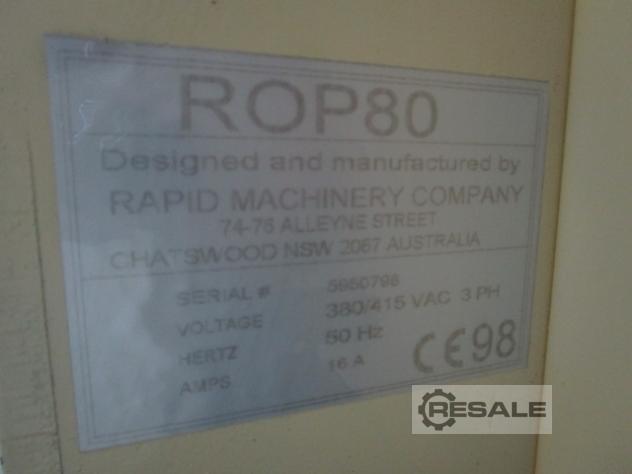 ROP80
Designed and manufactured by
RAPID MACHINERY COMPANY
74-76 ALLEYNE STREET
CHATSWOOD NSW 2067 AUSTRALIA
SERIAL # 5950798
VOLTAGE 380/415 VAC 3 PH
HERTZ 50 Hz
AMPS 16 A
CE98
RESALE